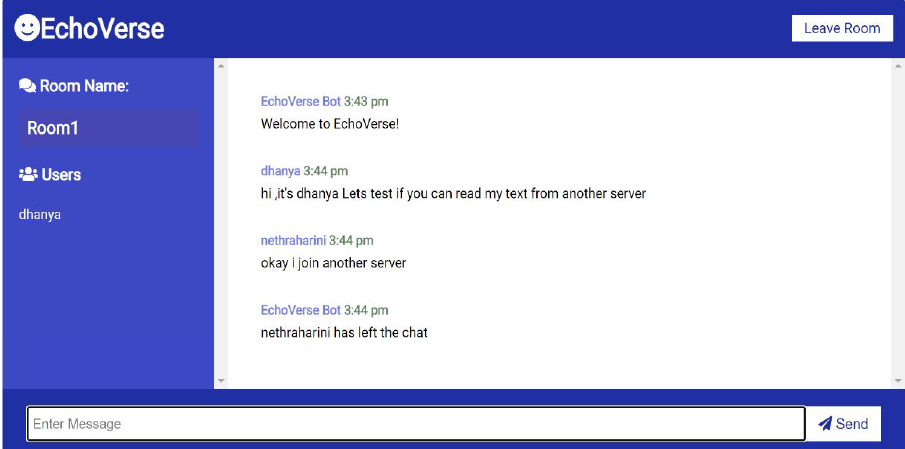 EchoVerse
Leave Room
Room Name:
Room1
Users
dhanya
EchoVerse Bot 3:43 pm
Welcome to EchoVerse!
dhanya 3:44 pm
hi ,it's dhanya Lets test if you can read my text from another server
nethraharini 3:44 pm
okay i join another server
EchoVerse Bot 3:44 pm
nethraharini has left the chat
Enter Message
Send